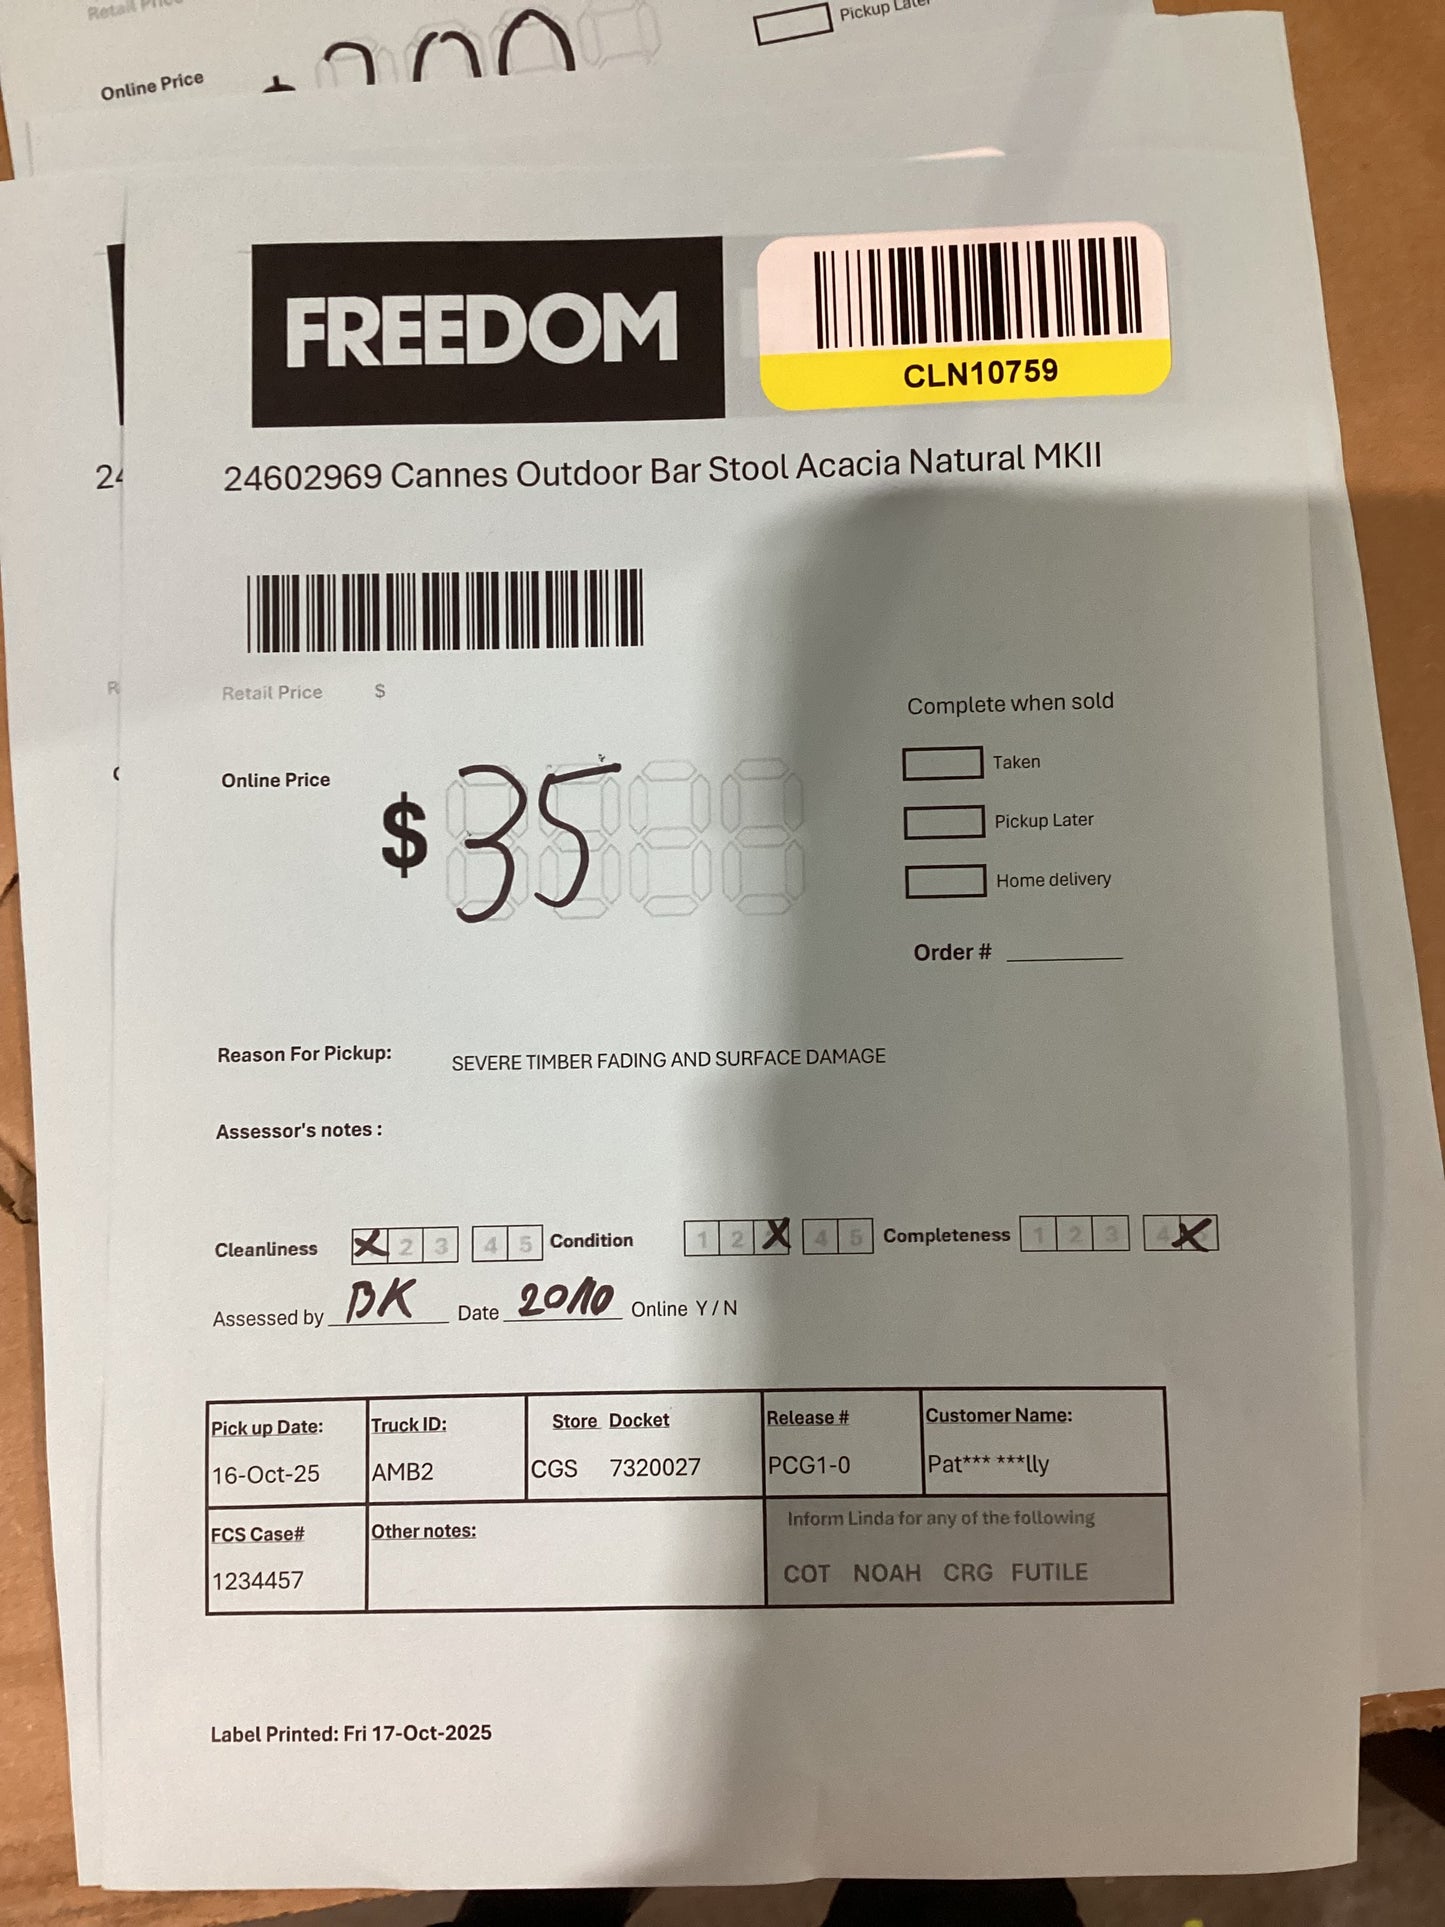 Retail Price
Online Price
Pickup Later
FREEDOM
CLN10759
24
24602969 Cannes Outdoor Bar Stool Acacia Natural MKII
R
Retail Price $
Complete when sold
Taken
Online Price
$ 35
Pickup Later
Home delivery
Order #
Reason For Pickup: SEVERE TIMBER FADING AND SURFACE DAMAGE
Assessor's notes :
Cleanliness 2 3 4 5 Condition 1 2 4 5 Completeness 1 2 3 4
Assessed by BK Date 20/10 Online Y / N
Pick up Date: Truck ID: Store Docket Release # Customer Name:
16-Oct-25 AMB2 CGS 7320027 PCG1-0 Pat*** ***lly
FCS Case# Other notes: Inform Linda for any of the following
1234457 COT NOAH CRG FUTILE
Label Printed: Fri 17-Oct-2025